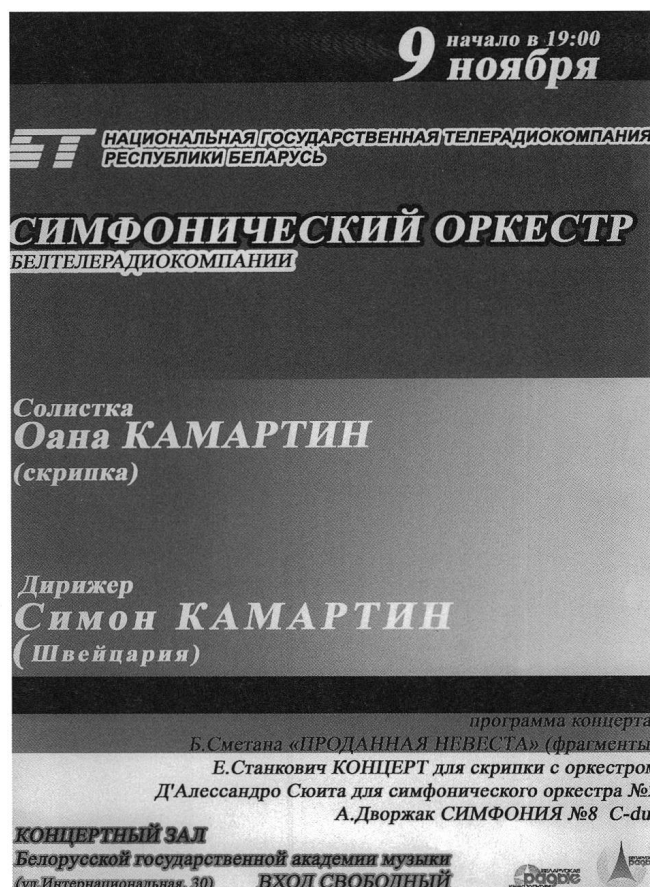 9 начало в 19:00
ноября
БТ НАЦИОНАЛЬНАЯ ГОСУДАРСТВЕННАЯ ТЕЛЕРАДИОКОМПАНИЯ
РЕСПУБЛИКИ БЕЛАРУСЬ
СИМФОНИЧЕСКИЙ ОРКЕСТР
БЕЛТЕЛЕРАДИОКОМПАНИИ
Солистка
Оана КАМАРТИН
(скрипка)
Дирижер
Симон КАМАРТИН
(Швейцария)
программа концерта
Б.Сметана «ПРОДАННАЯ НЕВЕСТА» (фрагменты
Е.Станкович КОНЦЕРТ для скрипки с оркестром
Д'Алессандро Сюита для симфонического оркестра
А.Дворжак СИМФОНИЯ №8 C-du
КОНЦЕРТНЫЙ ЗАЛ
Белорусской государственной академии музыки
(ул.Интернациональная, 30) ВХОД СВОБОДНЫЙ